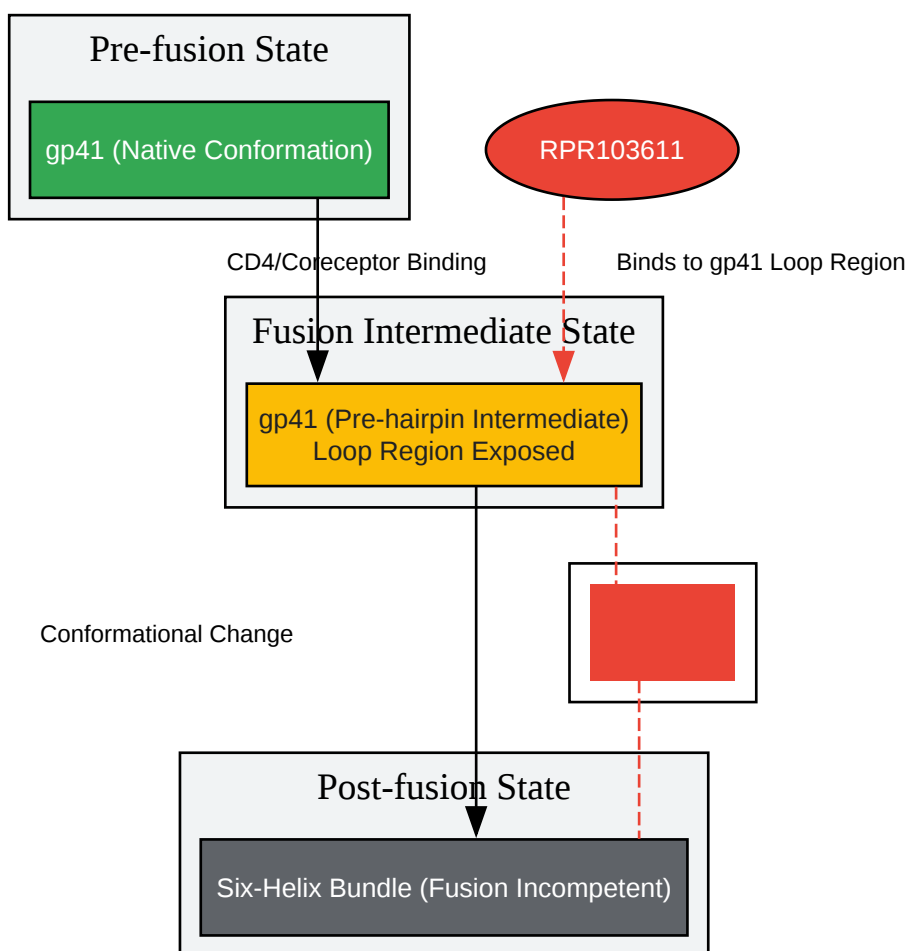 Pre-fusion State
gp41 (Native Conformation)
RPR103611
CD4/Coreceptor Binding
Binds to gp41 Loop Region
Fusion Intermediate State
gp41 (Pre-hairpin Intermediate)
Loop Region Exposed
Conformational Change
Post-fusion State
Six-Helix Bundle (Fusion Incompetent)